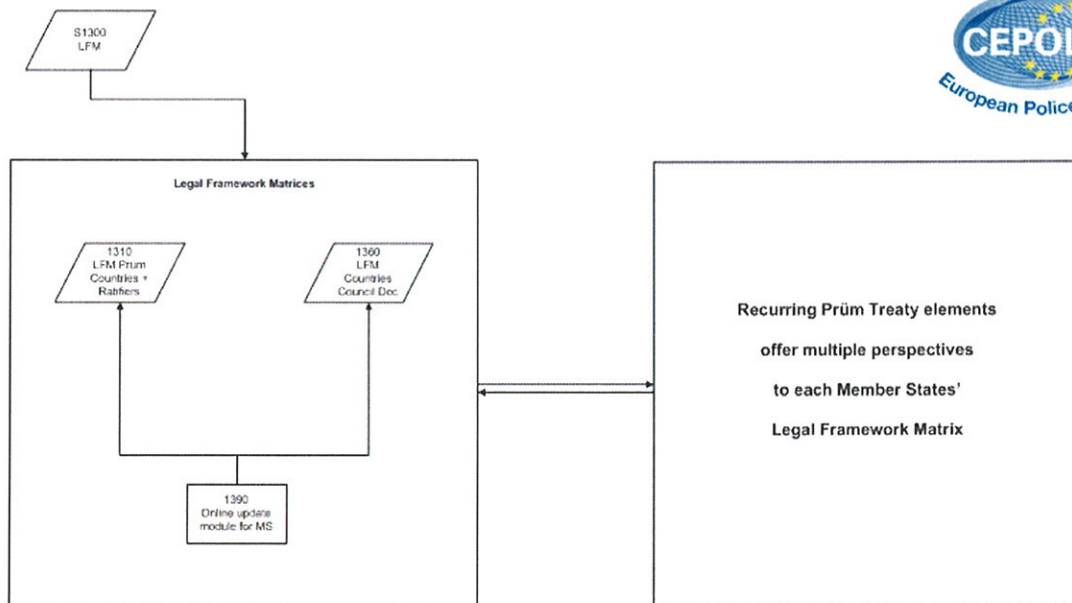 S1300
LFM
CEPOL
European Police
Legal Framework Matrices
1310
LFM Prum
Countries +
Ratifiers
1360
LFM
Countries
Council Dec
1390
Online update
module for MS
Recurring Prüm Treaty elements
offer multiple perspectives
to each Member States'
Legal Framework Matrix